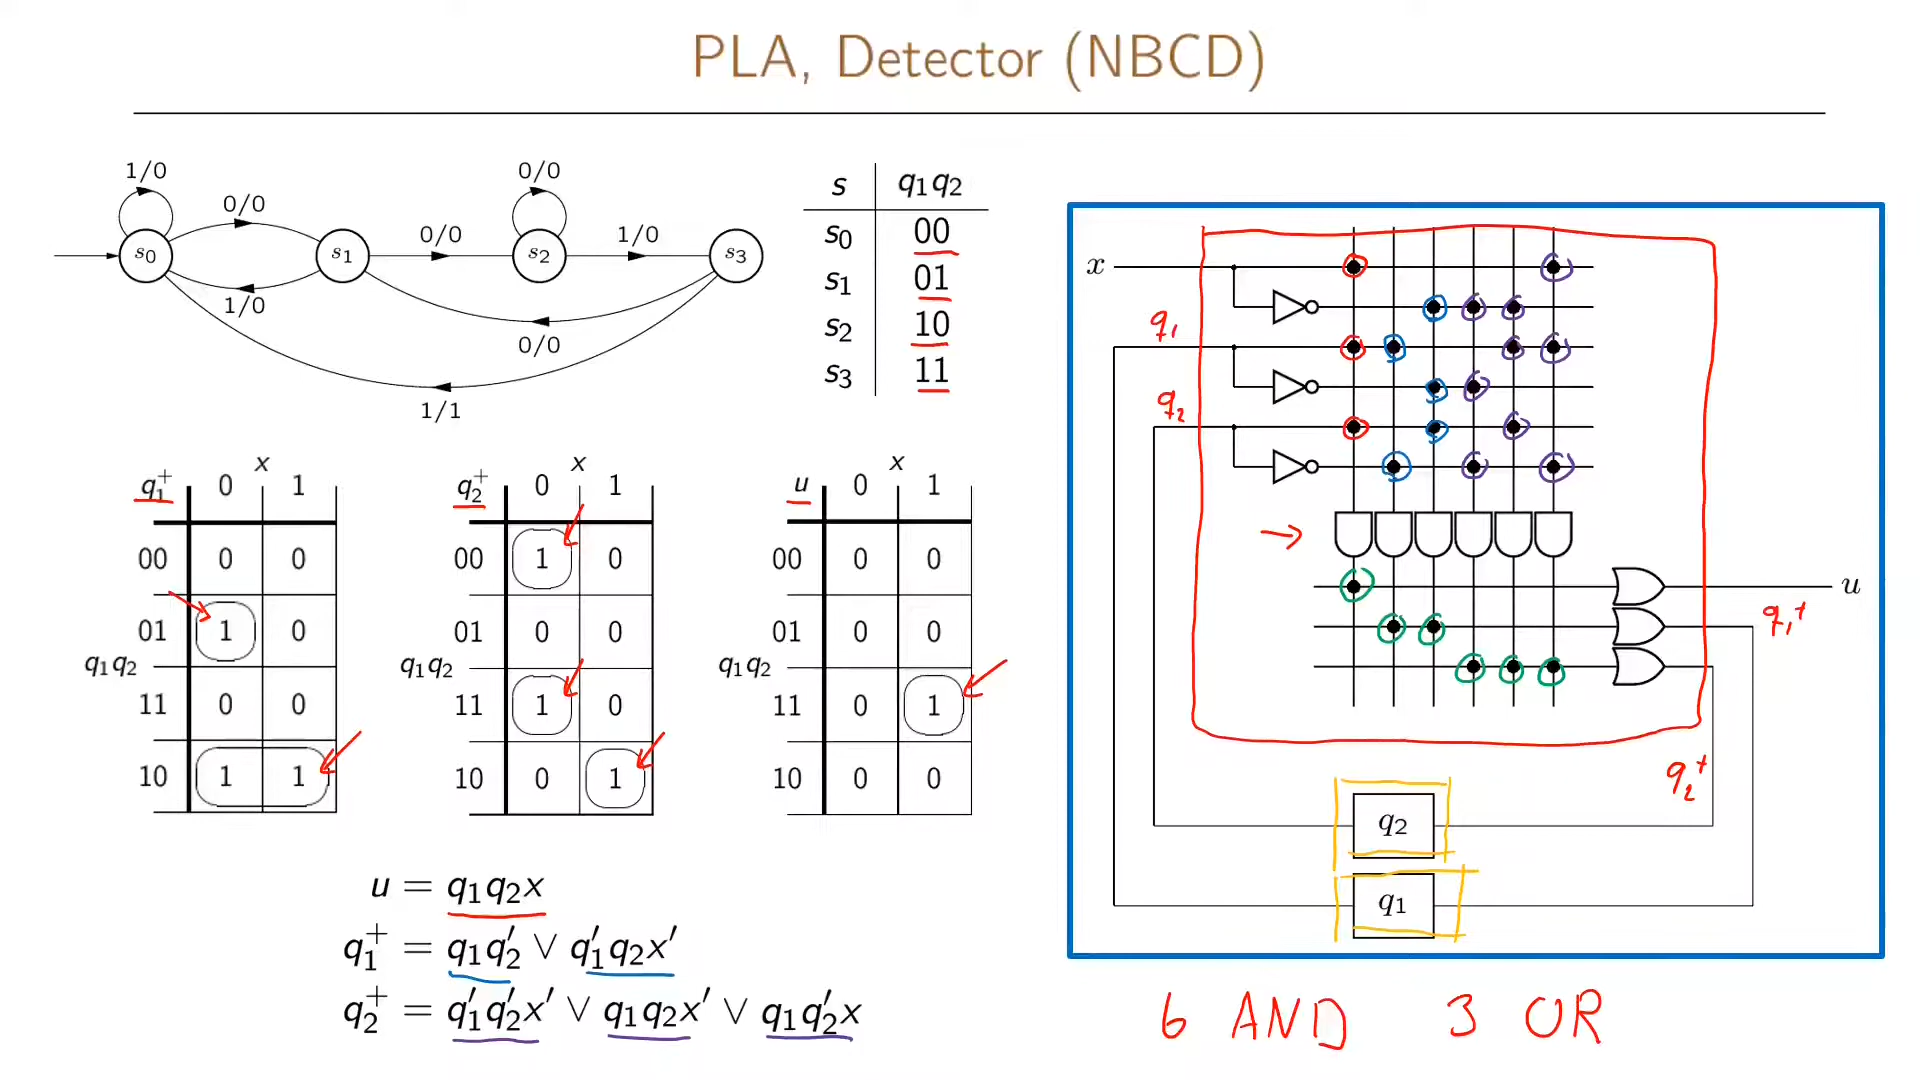 PLA, Detector (NBCD)
1/0
0/0
0/0
0/0
1/0
s0
s1
s2
s3
1/0
0/0
1/1
s q1q2
s0 00
s1 01
s2 10
s3 11
x
q1+ 0 1
00 0 0
01 1 0
q1q2
11 0 0
10 1 1
x
q2+ 0 1
00 1 0
01 0 0
q1q2
11 1 0
10 0 1
x
u 0 1
00 0 0
01 0 0
q1q2
11 0 1
10 0 0
u = q1q2x
q1+ = q1q2′ ∨ q1′q2x′
q2+ = q1′q2′x′ ∨ q1q2x′ ∨ q1q2′x
x
q1
q2
u
q1+
q2+
q2
q1
6 AND 3 OR